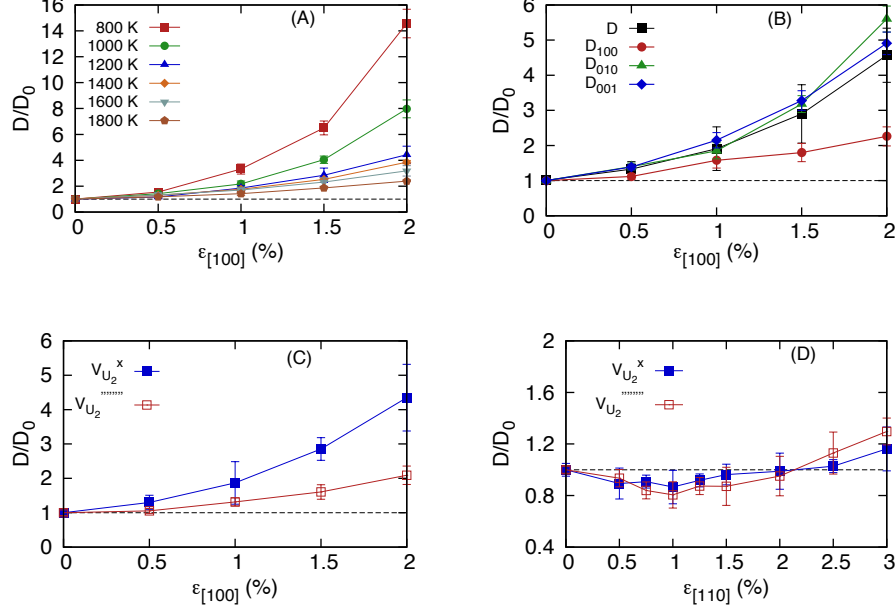 (A)
D/D0
16
14
12
10
8
6
4
2
0
800 K
1000 K
1200 K
1400 K
1600 K
1800 K
0 0.5 1 1.5 2
ε[100] (%)
(B)
D/D0
6
5
4
3
2
1
0
D
D100
D010
D001
0 0.5 1 1.5 2
ε[100] (%)
(C)
D/D0
6
5
4
3
2
1
0
VU2x
VU2''''''''
0 0.5 1 1.5 2
ε[100] (%)
(D)
D/D0
2
1.6
1.2
0.8
0.4
VU2x
VU2''''''''
0 0.5 1 1.5 2 2.5 3
ε[110] (%)